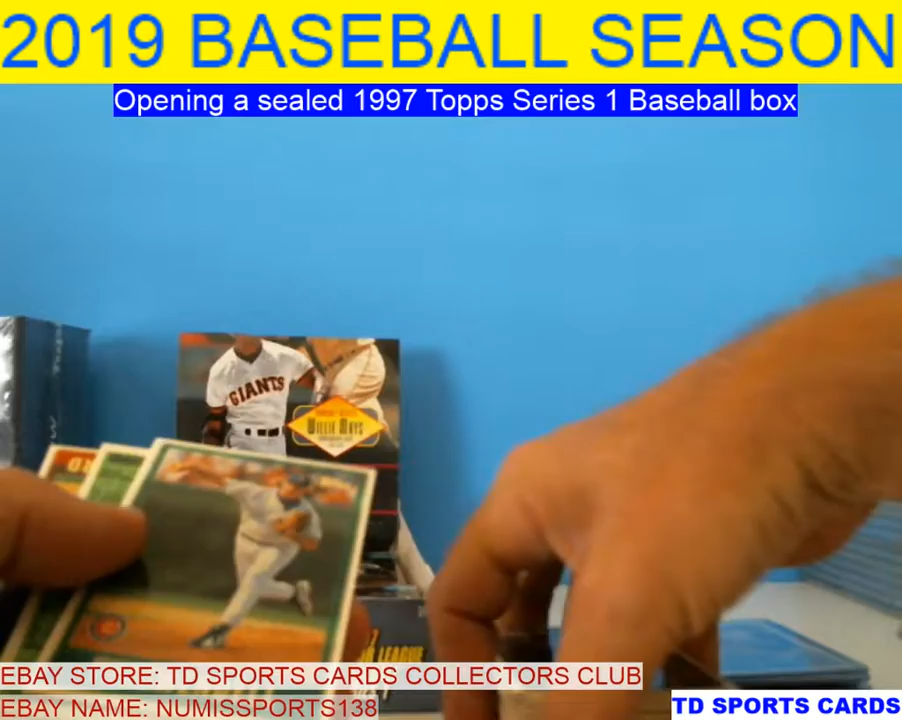 2019 BASEBALL SEASON
Opening a sealed 1997 Topps Series 1 Baseball box
GIANTS
WILLIE MAYS
LEAGUE
EBAY STORE: TD SPORTS CARDS COLLECTORS CLUB
EBAY NAME: NUMISSPORTS138
TD SPORTS CARDS